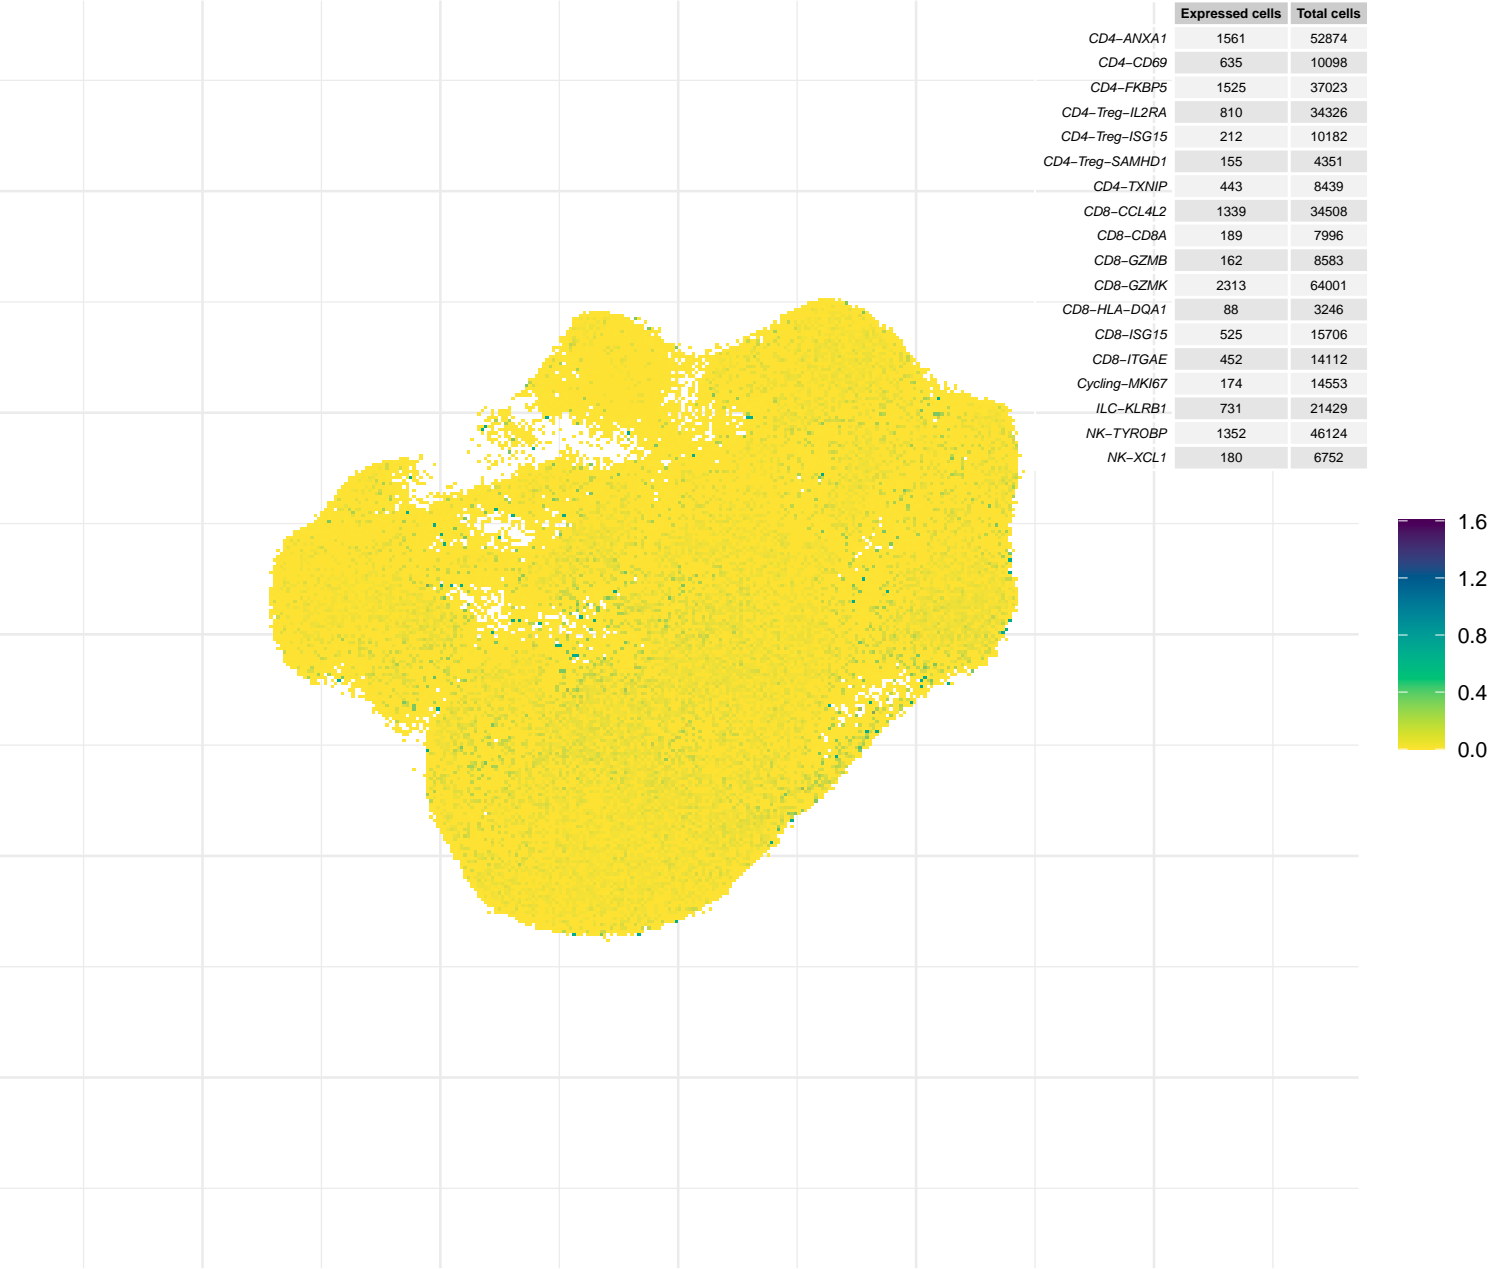 Expressed cells Total cells
CD4−ANXA1 1561 52874
CD4−CD69 635 10098
CD4−FKBP5 1525 37023
CD4−Treg−IL2RA 810 34326
CD4−Treg−ISG15 212 10182
CD4−Treg−SAMHD1 155 4351
CD4−TXNIP 443 8439
CD8−CCL4L2 1339 34508
CD8−CD8A 189 7996
CD8−GZMB 162 8583
CD8−GZMK 2313 64001
CD8−HLA−DQA1 88 3246
CD8−ISG15 525 15706
CD8−ITGAE 452 14112
Cycling−MKI67 174 14553
ILC−KLRB1 731 21429
NK−TYROBP 1352 46124
NK−XCL1 180 6752
1.6
1.2
0.8
0.4
0.0